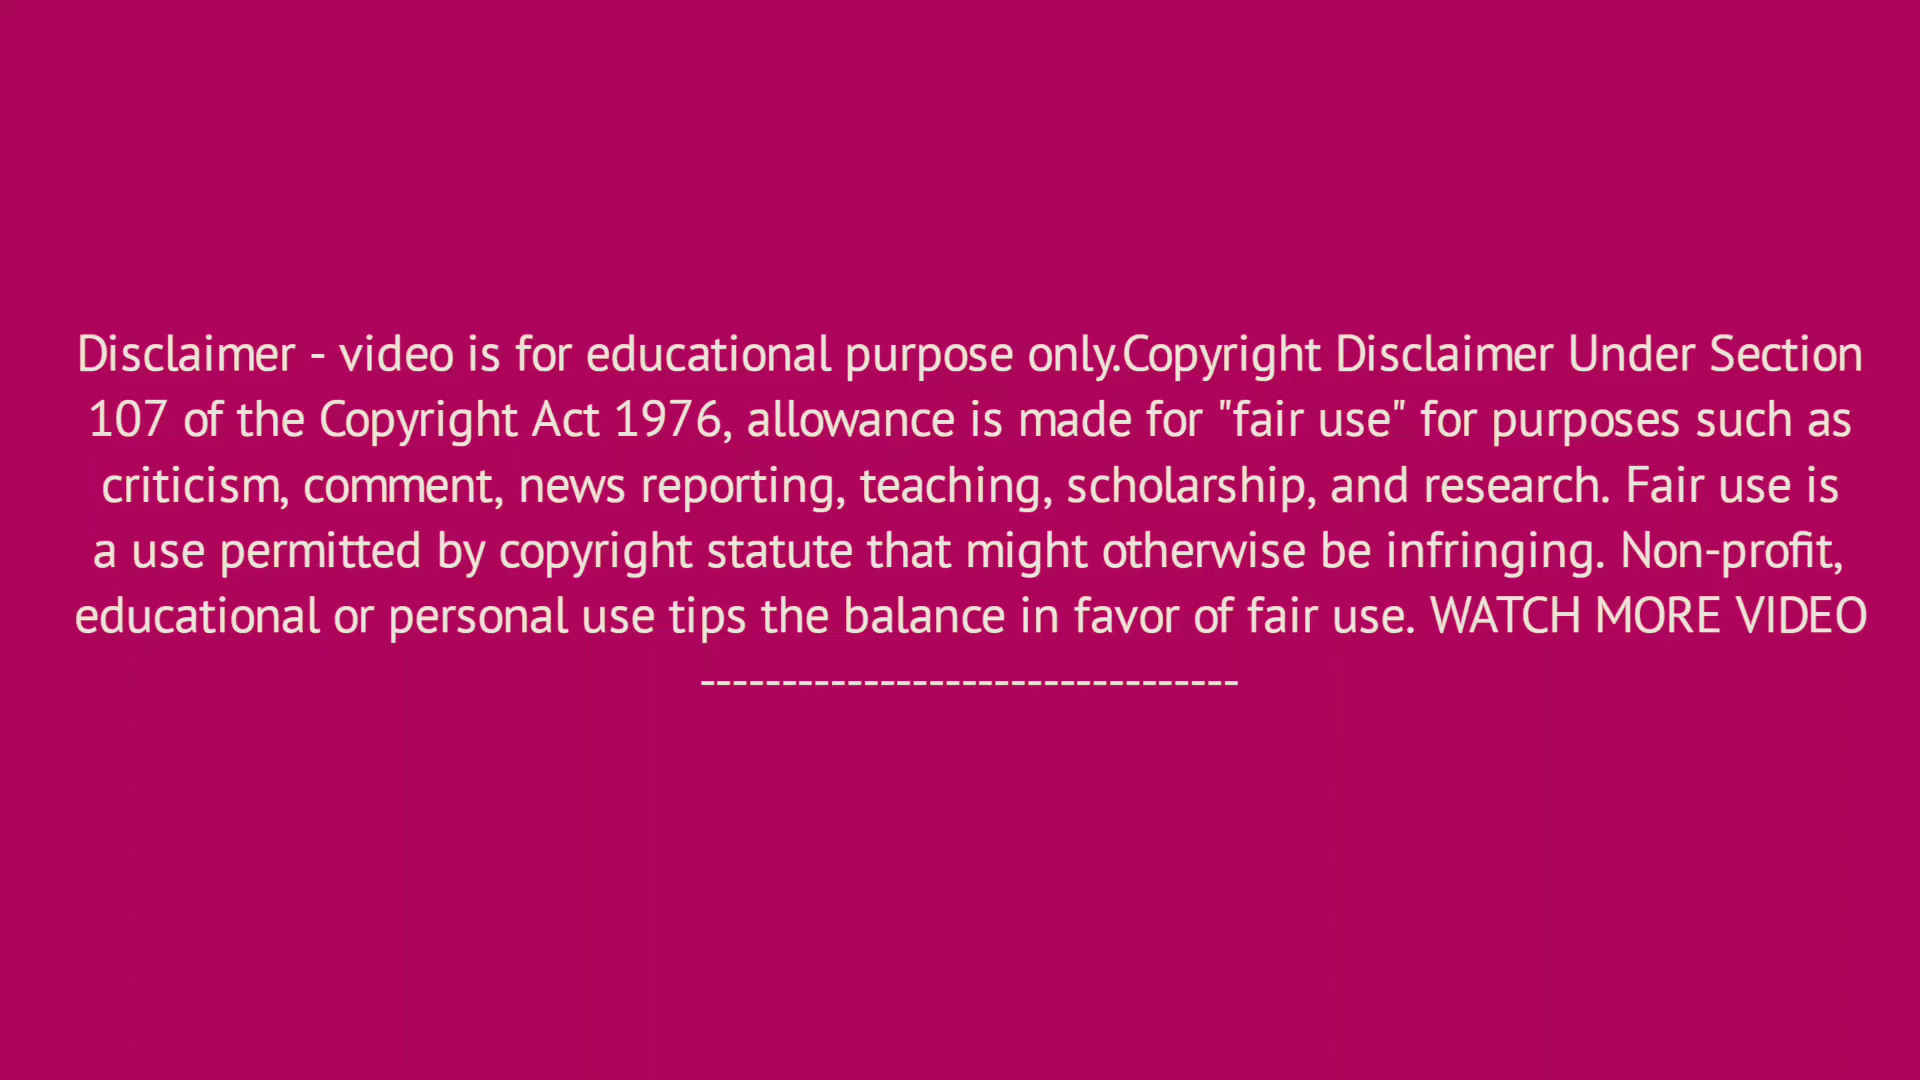 Disclaimer - video is for educational purpose only.Copyright Disclaimer Under Section
107 of the Copyright Act 1976, allowance is made for "fair use" for purposes such as
criticism, comment, news reporting, teaching, scholarship, and research. Fair use is
a use permitted by copyright statute that might otherwise be infringing. Non-profit,
educational or personal use tips the balance in favor of fair use. WATCH MORE VIDEO
---------------------------------